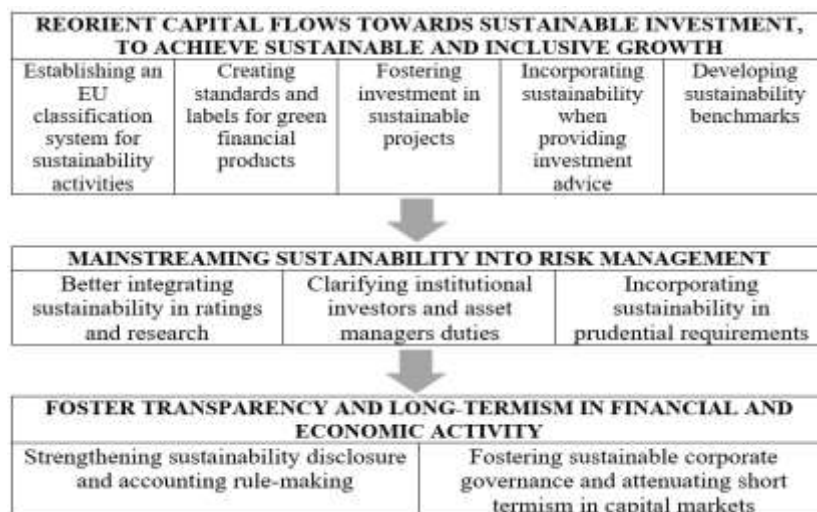 REORIENT CAPITAL FLOWS TOWARDS SUSTAINABLE INVESTMENT,
TO ACHIEVE SUSTAINABLE AND INCLUSIVE GROWTH
Establishing an
EU
classification
system for
sustainability
activities
Creating
standards and
labels for green
financial
products
Fostering
investment in
sustainable
projects
Incorporating
sustainability
when
providing
investment
advice
Developing
sustainability
benchmarks
MAINSTREAMING SUSTAINABILITY INTO RISK MANAGEMENT
Better integrating
sustainability in ratings
and research
Clarifying institutional
investors and asset
managers duties
Incorporating
sustainability in
prudential requirements
FOSTER TRANSPARENCY AND LONG-TERMISM IN FINANCIAL AND
ECONOMIC ACTIVITY
Strengthening sustainability disclosure
and accounting rule-making
Fostering sustainable corporate
governance and attenuating short
termism in capital markets